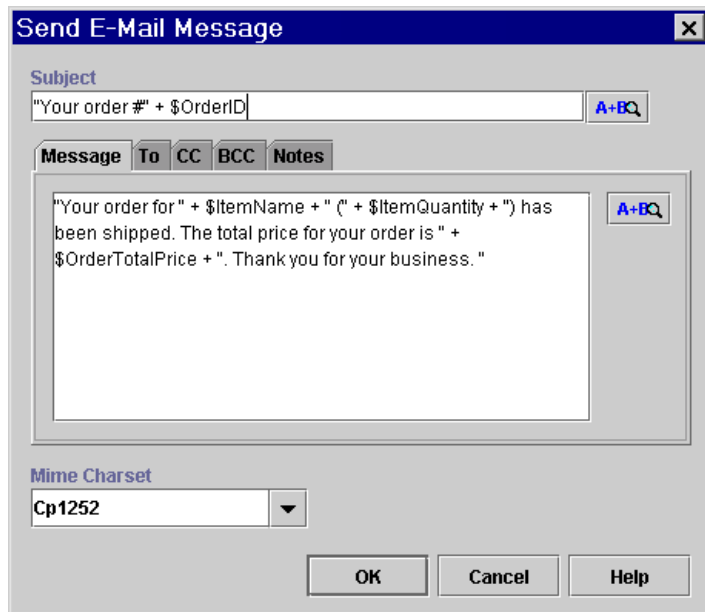 Send E-Mail Message
Subject
"Your order #" + $OrderID
A+B
Message To CC BCC Notes
"Your order for " + $ItemName + " (" + $ItemQuantity + ") has
been shipped. The total price for your order is " +
$OrderTotalPrice + ". Thank you for your business. "
A+B
Mime Charset
Cp1252
OK Cancel Help